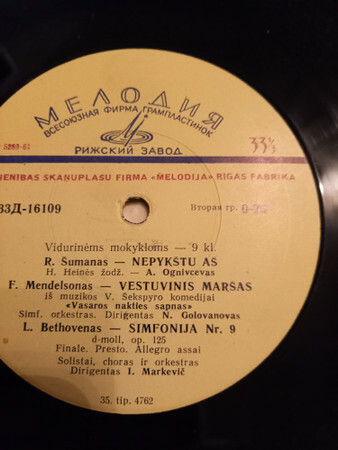 МЕЛОДИЯ
ВСЕСОЮЗНАЯ ФИРМА ГРАМПЛАСТИНОК
РИЖСКИЙ ЗАВОД
5289-61
33⅓
IENIBAS SKAŅUPLAŠU FIRMA «MELODIJA» RIGAS FABRIKA
33Д-16109
Вторая гр.
Vidurinėms mokykloms — 9 kl.
R. Šumanas — NEPYKSTU AŠ
H. Heinės žodž. — A. Ognivcevas
F. Mendelsonas — VESTUVINIS MARŠAS
iš muzikos V. Šekspyro komedijai
«Vasaros nakties sapnas»
Simf. orkestras. Dirigentas N. Golovanovas
L. Bethovenas — SIMFONIJA Nr. 9
d-moll, op. 125
Finale. Presto. Allegro assai
Solistai, choras ir orkestras
Dirigentas I. Markevič
35. tip. 4762